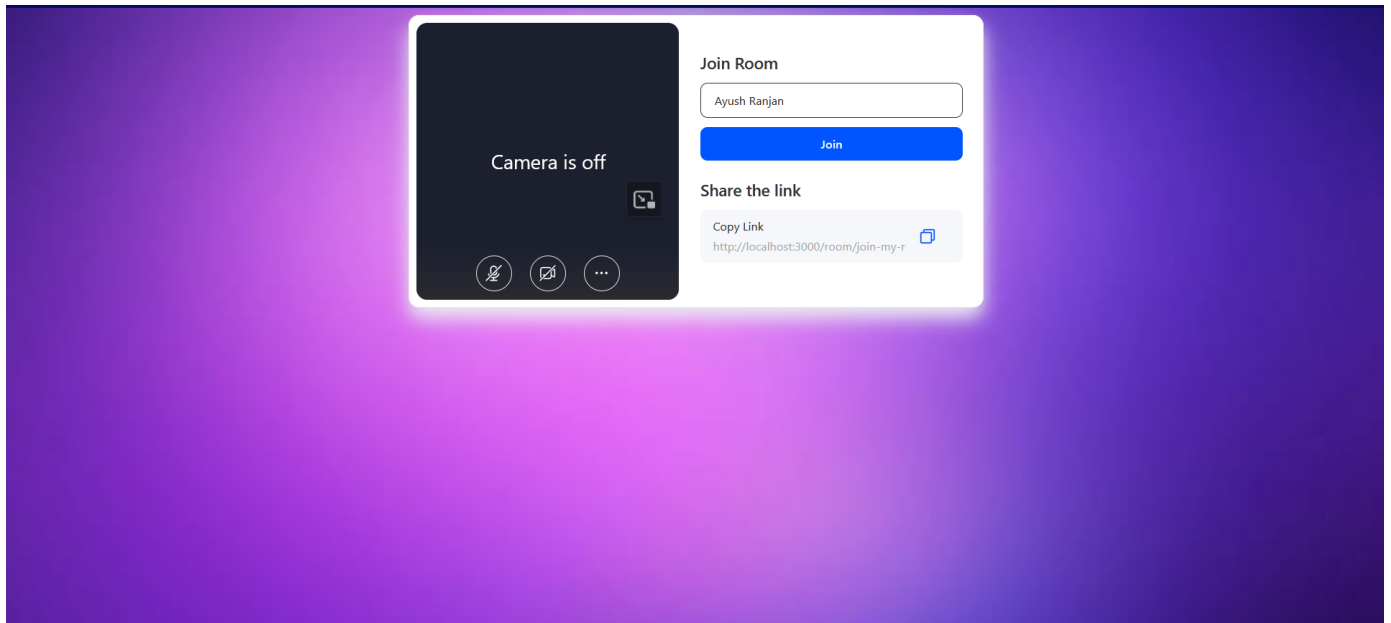 Camera is off
Join Room
Ayush Ranjan
Join
Share the link
Copy Link
http://localhost:3000/room/join-my-r